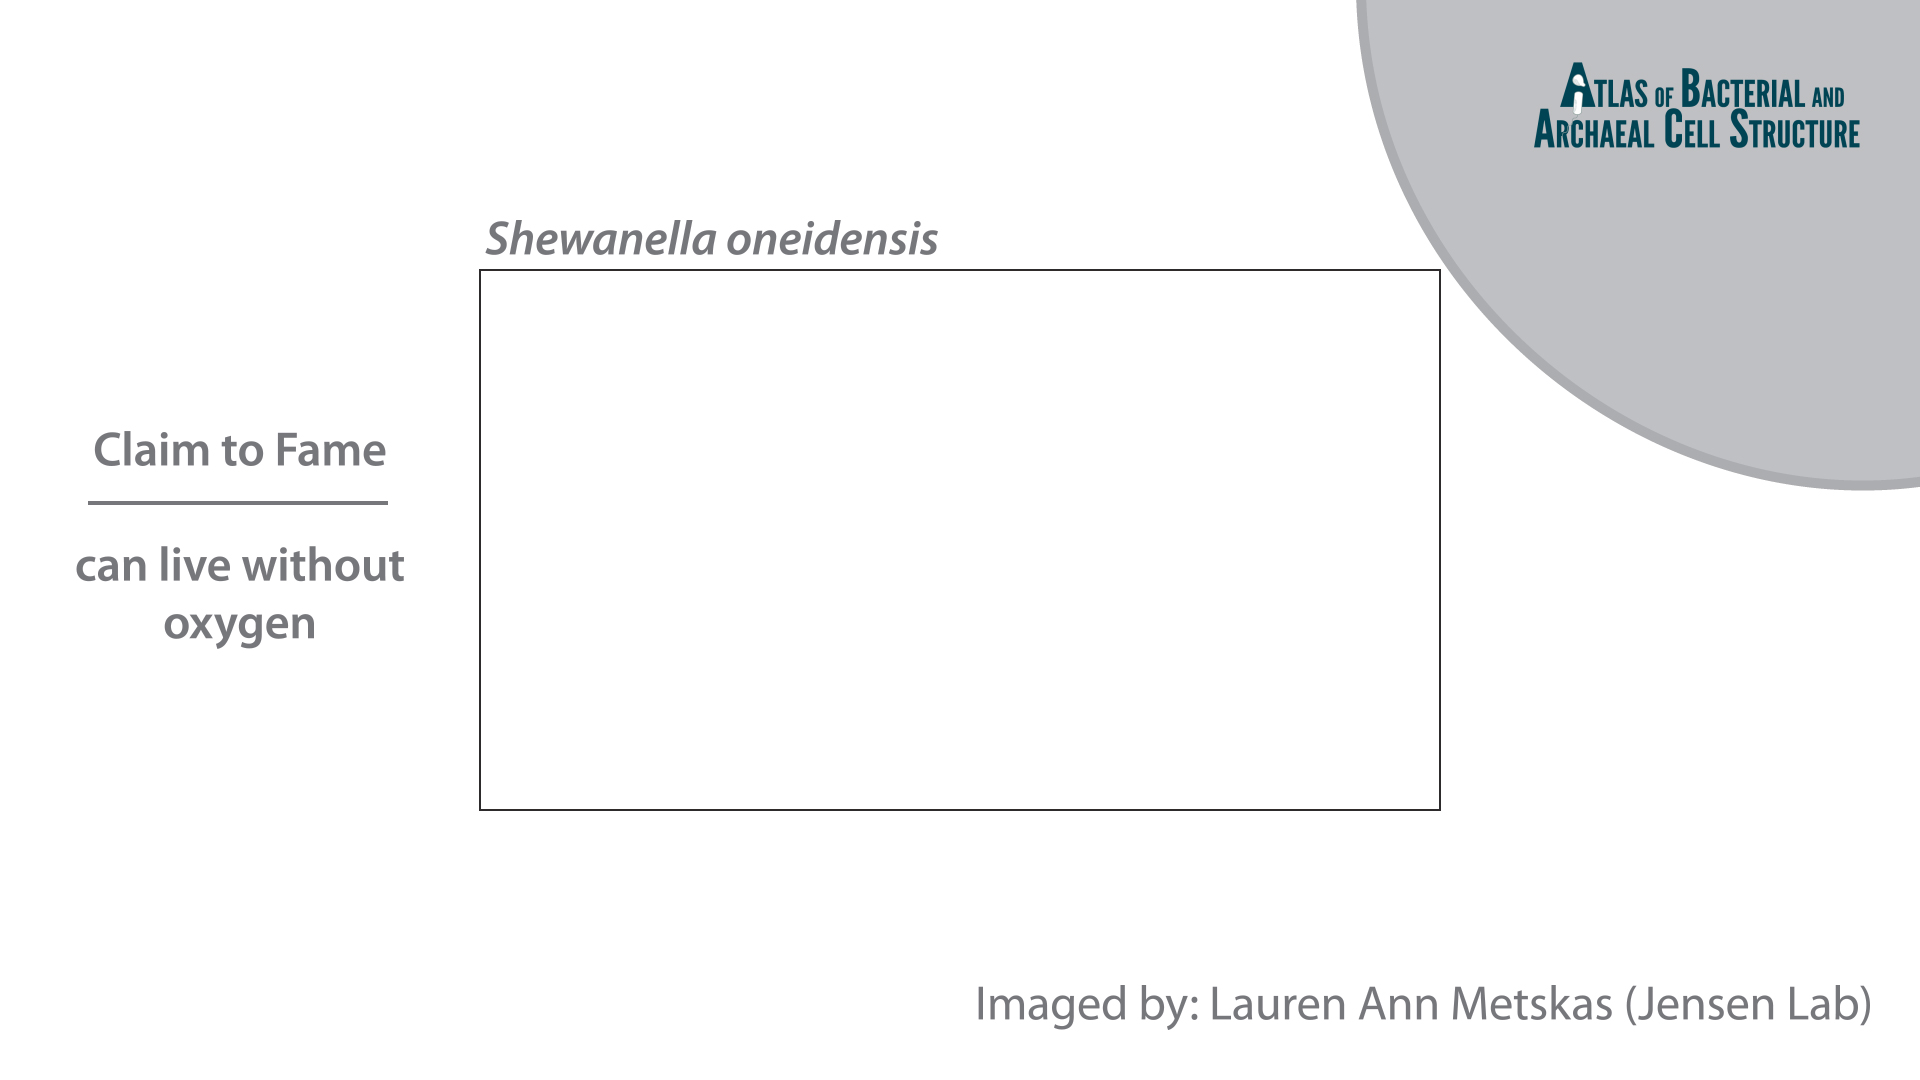 ATLAS OF BACTERIAL AND
ARCHAEAL CELL STRUCTURE
Shewanella oneidensis
Claim to Fame
can live without
oxygen
Imaged by: Lauren Ann Metskas (Jensen Lab)